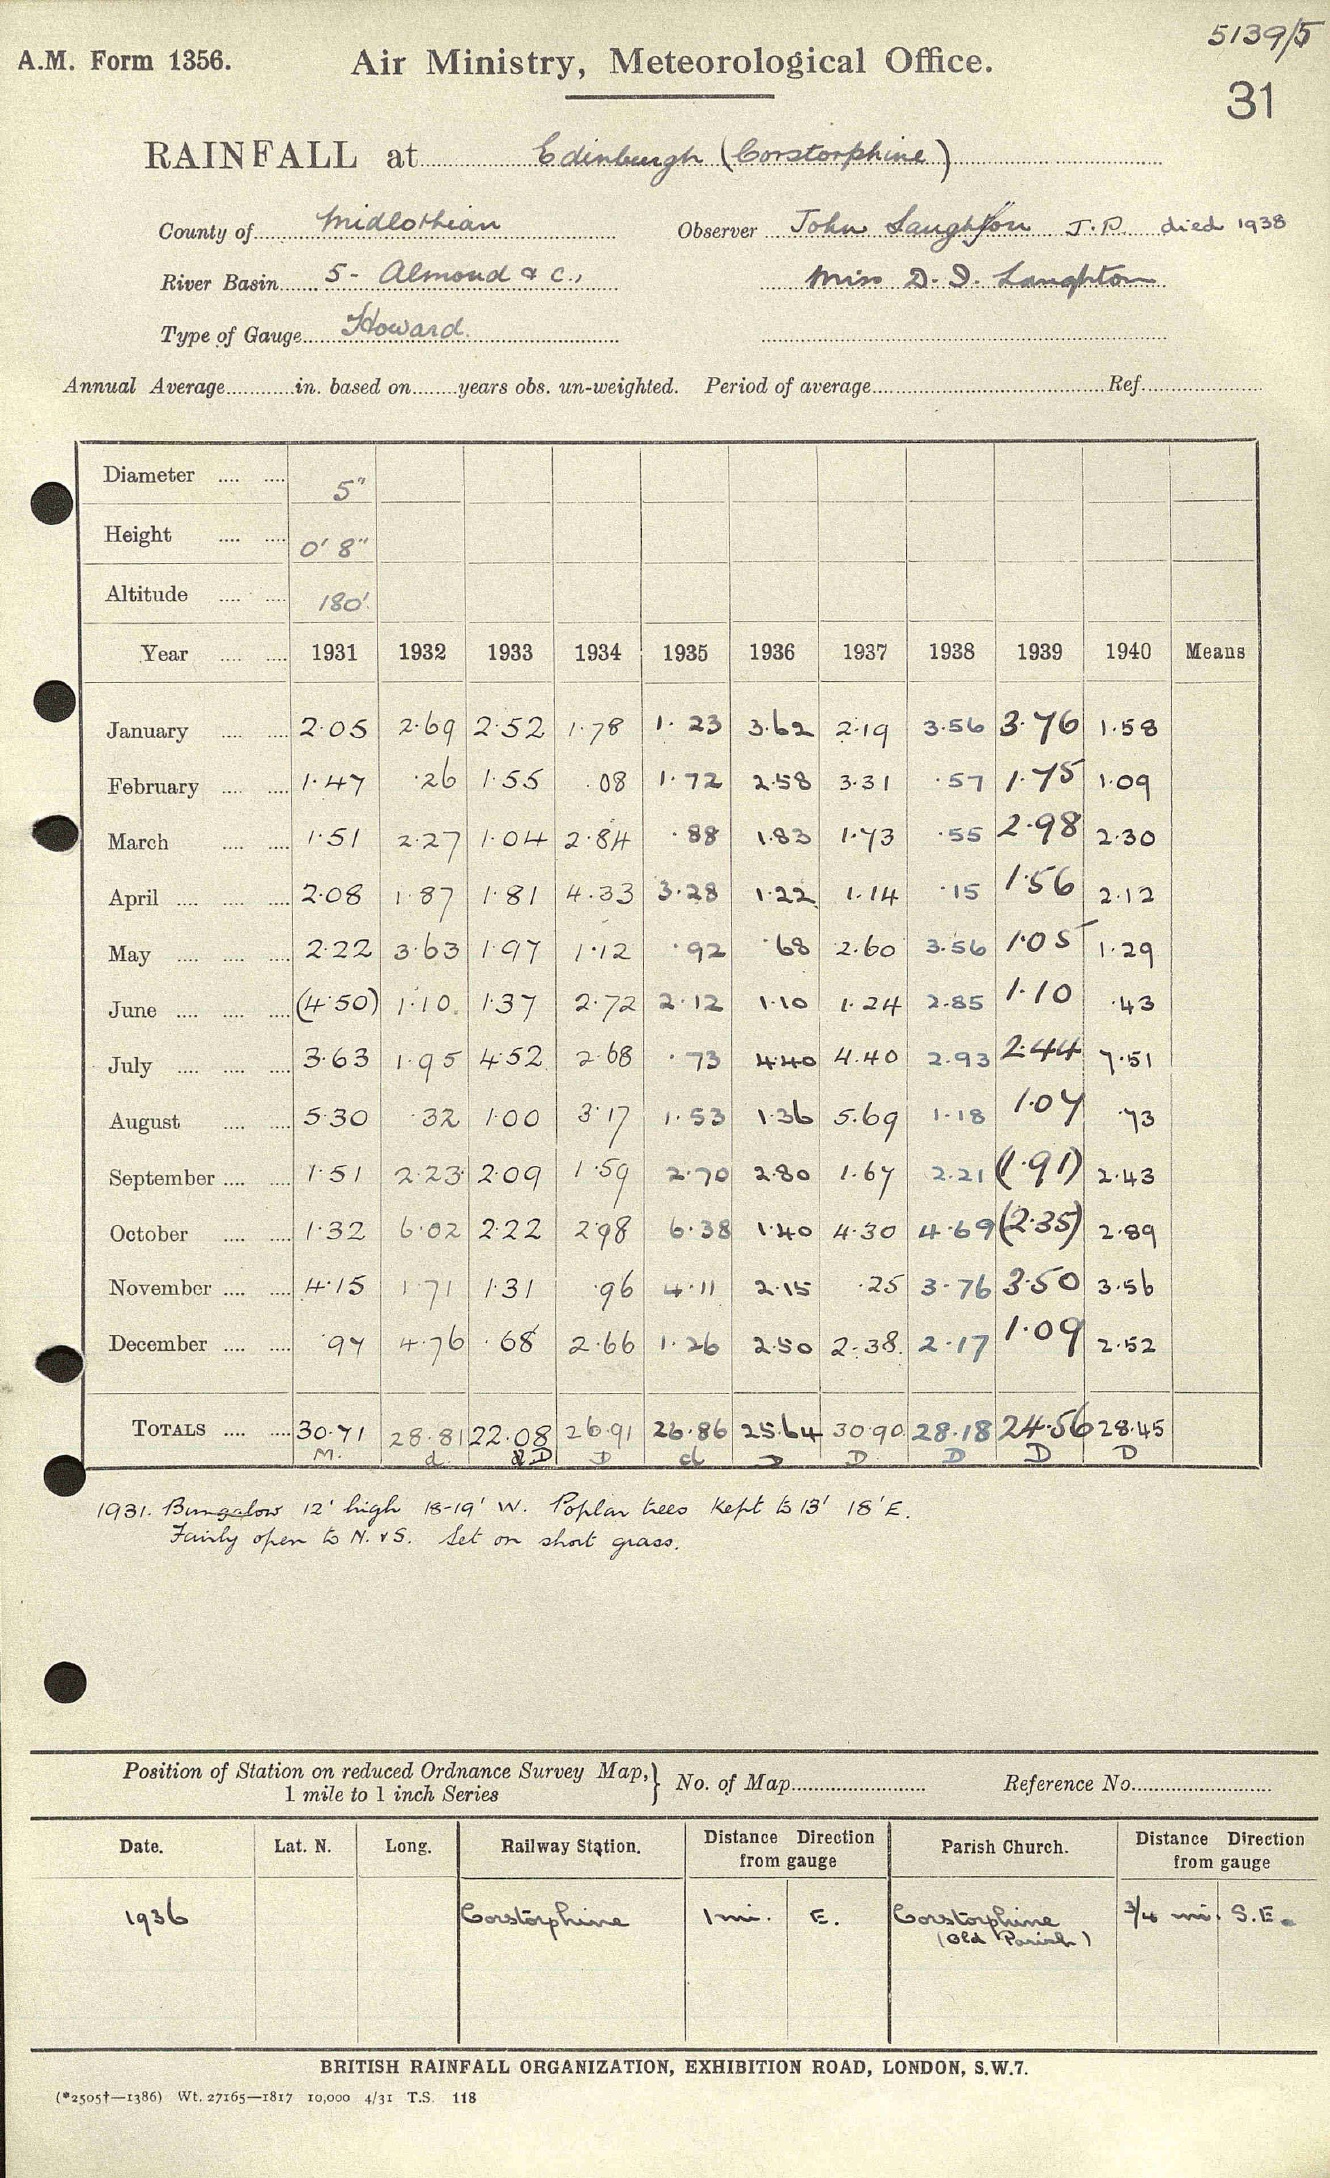 5139/5
A.M. Form 1356. Air Ministry, Meteorological Office.
31
RAINFALL at Edinburgh (Corstorphine)
County of Midlothian Observer John Laughton J.P. died 1938
River Basin 5 - Almond & c., Miss D. I. Laughton
Type of Gauge Howard.
Annual Average in. based on years obs. un-weighted. Period of average Ref.
Diameter 5"
Height 0' 8"
Altitude 180'
Year 1931 1932 1933 1934 1935 1936 1937 1938 1939 1940 Means
January 2.05 2.69 2.52 1.78 1.23 3.62 2.19 3.56 3.76 1.58
February 1.47 .26 1.55 .08 1.72 2.58 3.31 .57 1.75 1.09
March 1.51 2.27 1.04 2.84 .88 1.83 1.73 .55 2.98 2.30
April 2.08 1.87 1.81 4.33 3.28 1.22 1.14 .15 1.56 2.12
May 2.22 3.63 1.97 1.12 .92 .68 2.60 3.56 1.05 1.29
June (4.50) 1.10 1.37 2.72 2.12 1.10 1.24 2.85 1.10 .43
July 3.63 1.95 4.52 2.68 .73 4.40 4.40 2.93 2.44 7.51
August 5.30 .32 1.00 3.17 1.53 1.36 5.69 1.18 1.07 .73
September 1.51 2.23 2.09 1.59 2.70 2.80 1.67 2.21 (1.91) 2.43
October 1.32 6.02 2.22 2.98 6.38 1.40 4.30 4.69 (2.35) 2.89
November 4.15 1.71 1.31 .96 4.11 2.15 .25 3.76 3.50 3.56
December .97 4.76 .68 2.66 1.26 2.50 2.38 2.17 1.09 2.52
TOTALS 30.71 28.81 22.08 26.91 26.86 25.64 30.90 28.18 24.56 28.45
M. d D D d D D D D D
1931. Bungalow 12' high 18-19' W. Poplar trees kept to 13' 18' E.
Fairly open to N. & S. Set on short grass.
Position of Station on reduced Ordnance Survey Map, } No. of Map Reference No.
1 mile to 1 inch Series
Date. Lat. N. Long. Railway Station. Distance Direction from gauge Parish Church. Distance Direction from gauge
1936 Corstorphine 1 mi. E. Corstorphine 3/4 mi. S.E.
(Old Parish)
BRITISH RAINFALL ORGANIZATION, EXHIBITION ROAD, LONDON, S.W.7.
(*2505†—1386) Wt. 27165—1817 10,000 4/31 T.S. 118